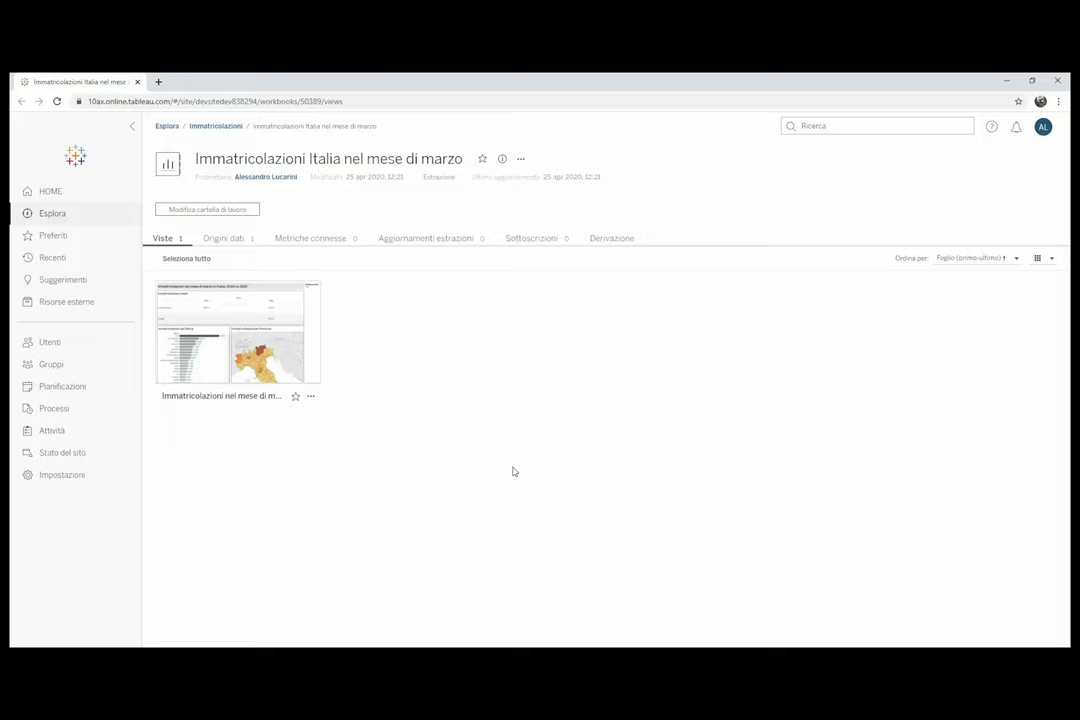 Immatricolazioni Italia nel mese
10ax.online.tableau.com/#/site/devsitedev838294/workbooks/50389/views
Esplora / Immatricolazioni / Immatricolazioni Italia nel mese di marzo
Ricerca
AL
Immatricolazioni Italia nel mese di marzo
Proprietario Alessandro Lucarini Modificato 25 apr 2020, 12:21 Estrazione Ultimo aggiornamento 25 apr 2020, 12:21
HOME
Esplora
Preferiti
Recenti
Suggerimenti
Risorse esterne
Utenti
Gruppi
Pianificazioni
Processi
Attività
Stato del sito
Impostazioni
Modifica cartella di lavoro
Viste 1 Origini dati 1 Metriche connesse 0 Aggiornamenti estrazioni 0 Sottoscrizioni 0 Derivazione
Seleziona tutto
Ordina per: Foglio (primo-ultimo)
Immatricolazioni nel mese di m...